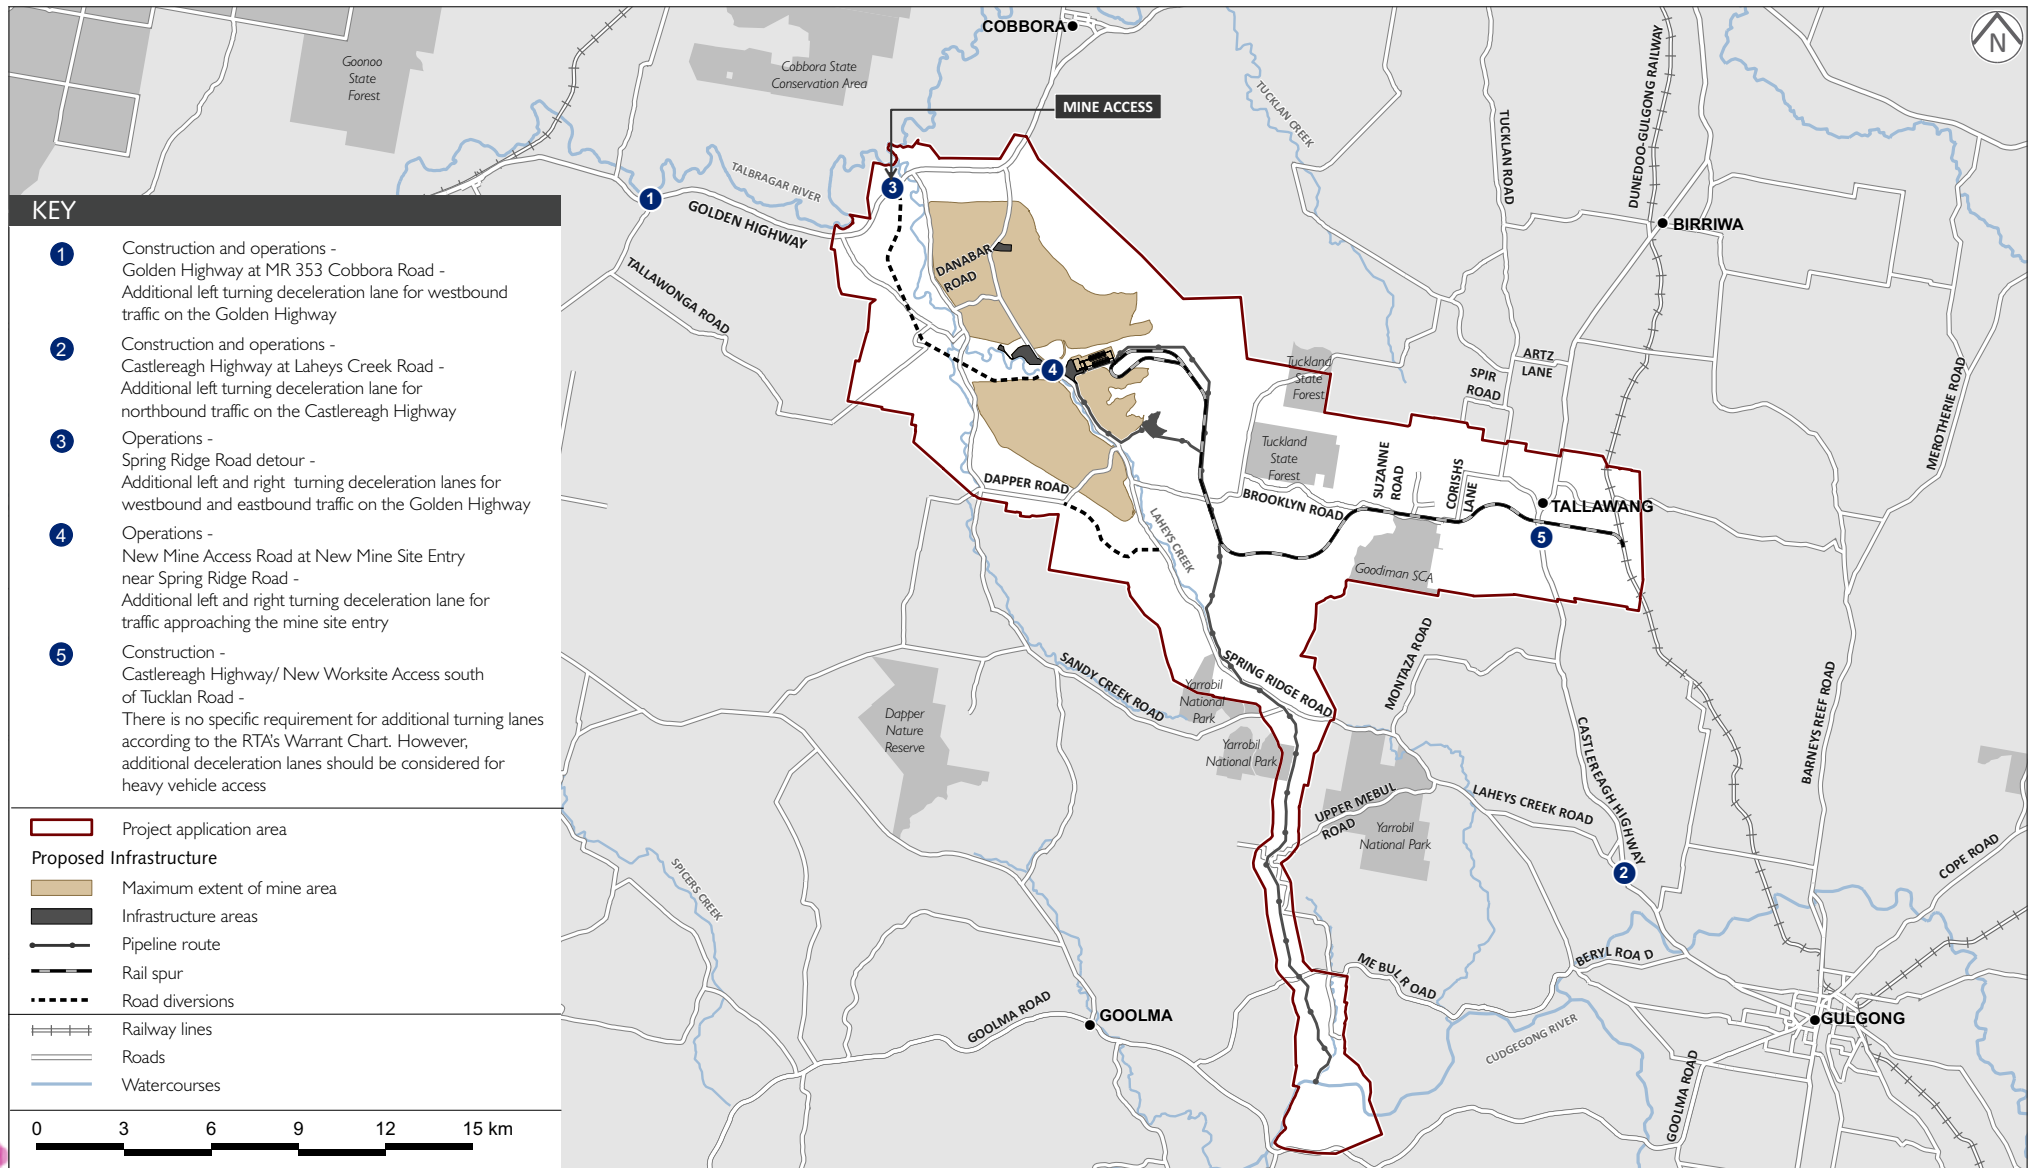 COBBORA
N
Goonoo
State
Forest
Cobbora State
Conservation Area
MINE ACCESS
TUCKLAN CREEK
TUCKLAN ROAD
DUNEDOO-GULGONG RAILWAY
BIRRIWA
TALBRAGAR RIVER
1
3
GOLDEN HIGHWAY
TALLAWONGA ROAD
DANABAR
ROAD
4
Tuckland
State
Forest
ARTZ
LANE
SPIR
ROAD
MEROTHERIE ROAD
Tuckland
State
Forest
SUZANNE
ROAD
CORISHS
LANE
DAPPER ROAD
BROOKLYN ROAD
TALLAWANG
5
LAHEYS CREEK
Goodiman SCA
SANDY CREEK ROAD
Yarrobil
National
Park
SPRING RIDGE ROAD
MONTAZA ROAD
Dapper
Nature
Reserve
Yarrobil
National Park
CASTLEREAGH HIGHWAY
BARNEYS REEF ROAD
UPPER MEBUL
ROAD
Yarrobil
National Park
LAHEYS CREEK ROAD
2
COPE ROAD
SPICERS CREEK
MEBUL ROAD
BERYL ROAD
GOOLMA ROAD
GOOLMA
CUDGEGONG RIVER
GULGONG
GOOLMA ROAD
KEY
1
Construction and operations -
Golden Highway at MR 353 Cobbora Road -
Additional left turning deceleration lane for westbound
traffic on the Golden Highway
2
Construction and operations -
Castlereagh Highway at Laheys Creek Road -
Additional left turning deceleration lane for
northbound traffic on the Castlereagh Highway
3
Operations -
Spring Ridge Road detour -
Additional left and right turning deceleration lanes for
westbound and eastbound traffic on the Golden Highway
4
Operations -
New Mine Access Road at New Mine Site Entry
near Spring Ridge Road -
Additional left and right turning deceleration lane for
traffic approaching the mine site entry
5
Construction -
Castlereagh Highway/ New Worksite Access south
of Tucklan Road -
There is no specific requirement for additional turning lanes
according to the RTA's Warrant Chart. However,
additional deceleration lanes should be considered for
heavy vehicle access
Project application area
Proposed Infrastructure
Maximum extent of mine area
Infrastructure areas
Pipeline route
Rail spur
Road diversions
Railway lines
Roads
Watercourses
0 3 6 9 12 15 km